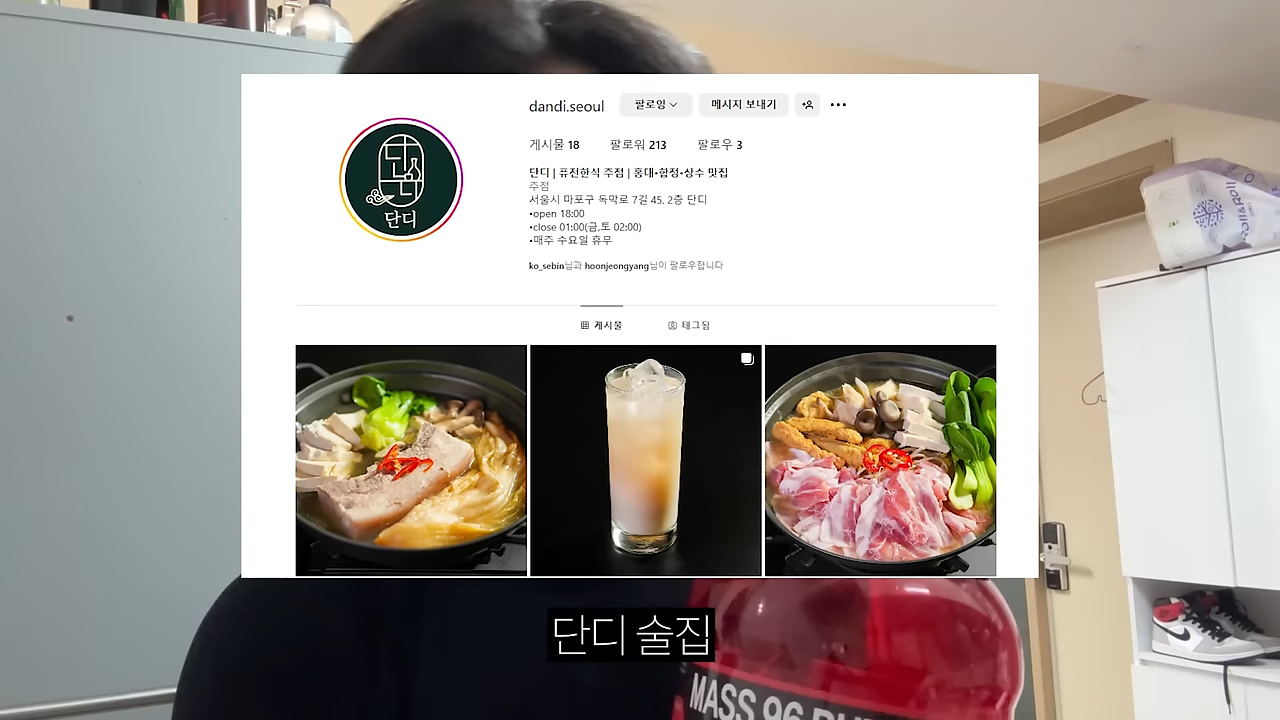 dandi.seoul 팔로잉 메시지 보내기
게시물 18 팔로워 213 팔로우 3
단디 | 퓨전한식 주점 | 홍대•합정•상수 맛집
주점
서울시 마포구 독막로 7길 45. 2층 단디
•open 18:00
•close 01:00(금,토 02:00)
•매주 수요일 휴무
ko_sebin님과 hoonjeongyang님이 팔로우합니다
단디
단디
게시물 태그됨
단디 술집
MASS 96